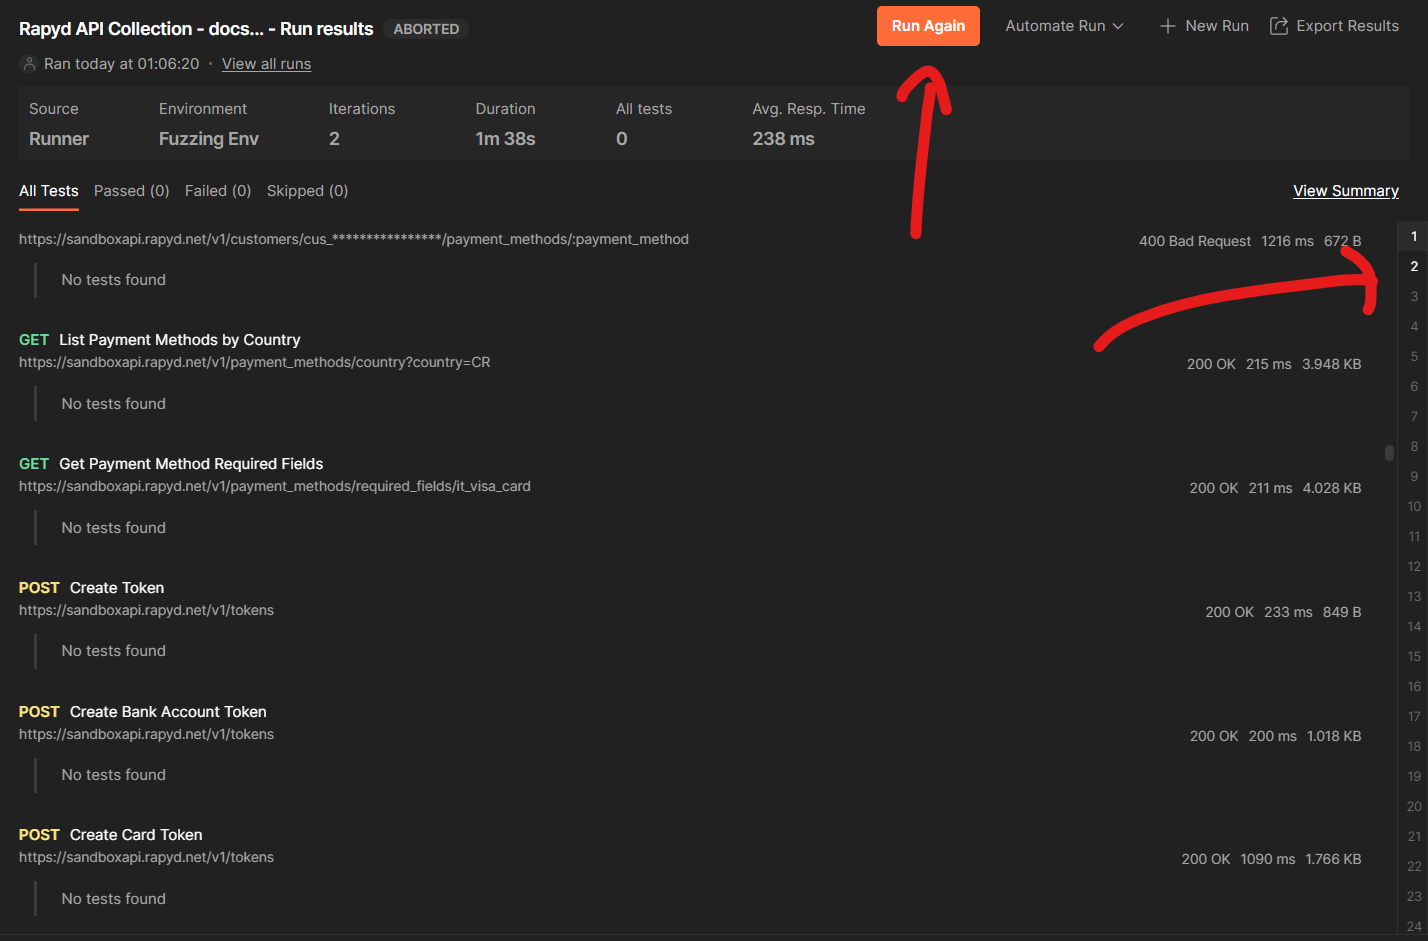 Rapyd API Collection - docs... - Run results ABORTED Run Again Automate Run New Run Export Results
Ran today at 01:06:20 · View all runs
Source Environment Iterations Duration All tests Avg. Resp. Time
Runner Fuzzing Env 2 1m 38s 0 238 ms
All Tests Passed (0) Failed (0) Skipped (0) View Summary
https://sandboxapi.rapyd.net/v1/customers/cus_****************/payment_methods/:payment_method 400 Bad Request 1216 ms 672 B
No tests found
GET List Payment Methods by Country
https://sandboxapi.rapyd.net/v1/payment_methods/country?country=CR 200 OK 215 ms 3.948 KB
No tests found
GET Get Payment Method Required Fields
https://sandboxapi.rapyd.net/v1/payment_methods/required_fields/it_visa_card 200 OK 211 ms 4.028 KB
No tests found
POST Create Token
https://sandboxapi.rapyd.net/v1/tokens 200 OK 233 ms 849 B
No tests found
POST Create Bank Account Token
https://sandboxapi.rapyd.net/v1/tokens 200 OK 200 ms 1.018 KB
No tests found
POST Create Card Token
https://sandboxapi.rapyd.net/v1/tokens 200 OK 1090 ms 1.766 KB
No tests found
1
2
3
4
5
6
7
8
9
10
11
12
13
14
15
16
17
18
19
20
21
22
23
24